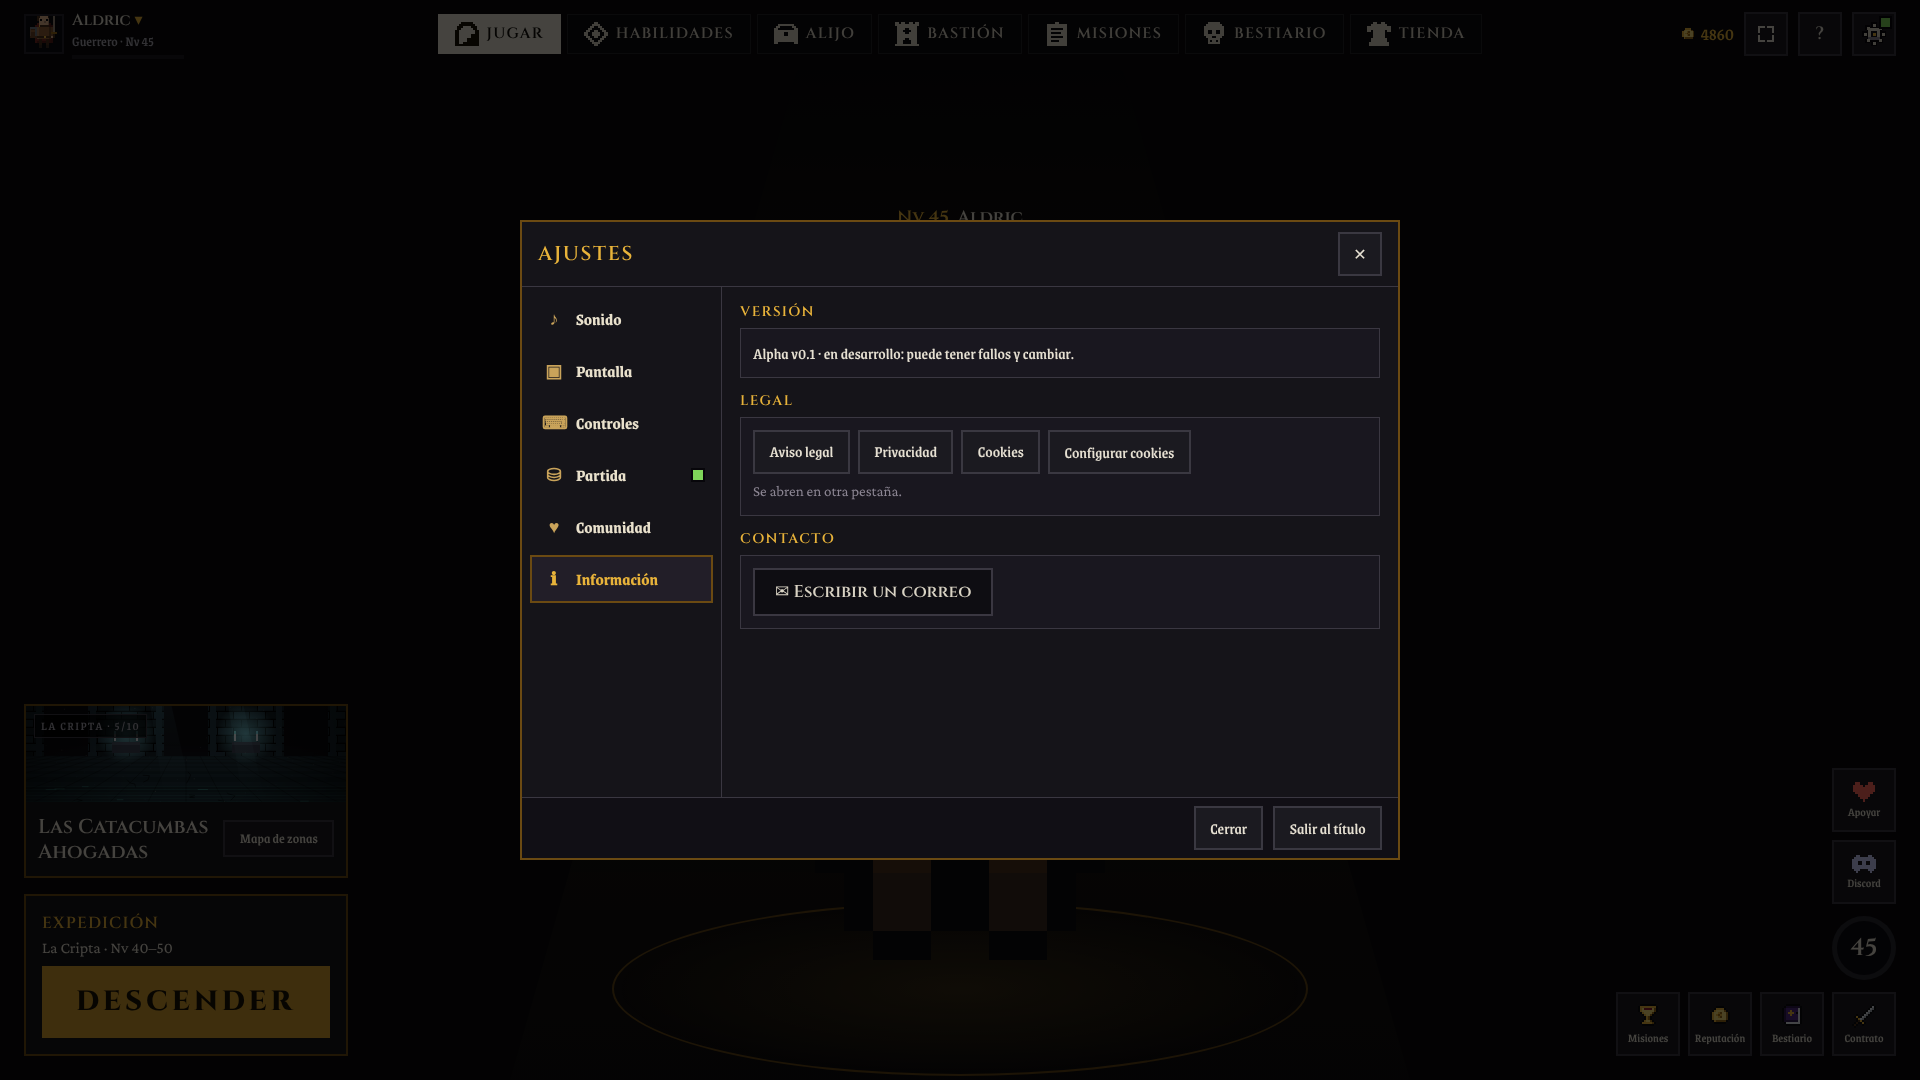 ALDRIC ▾
Guerrero · Nv 45
JUGAR
HABILIDADES
ALIJO
BASTIÓN
MISIONES
BESTIARIO
TIENDA
4860
?
Nv 45 ALDRIC
AJUSTES
×
♪ Sonido
Pantalla
Controles
Partida
♥ Comunidad
ℹ Información
VERSIÓN
Alpha v0.1 · en desarrollo: puede tener fallos y cambiar.
LEGAL
Aviso legal
Privacidad
Cookies
Configurar cookies
Se abren en otra pestaña.
CONTACTO
✉ ESCRIBIR UN CORREO
Cerrar
Salir al título
LA CRIPTA · 5/10
LAS CATACUMBAS
AHOGADAS
Mapa de zonas
EXPEDICIÓN
La Cripta · Nv 40–50
DESCENDER
Apoyar
Discord
45
Misiones
Reputación
Bestiario
Contrato